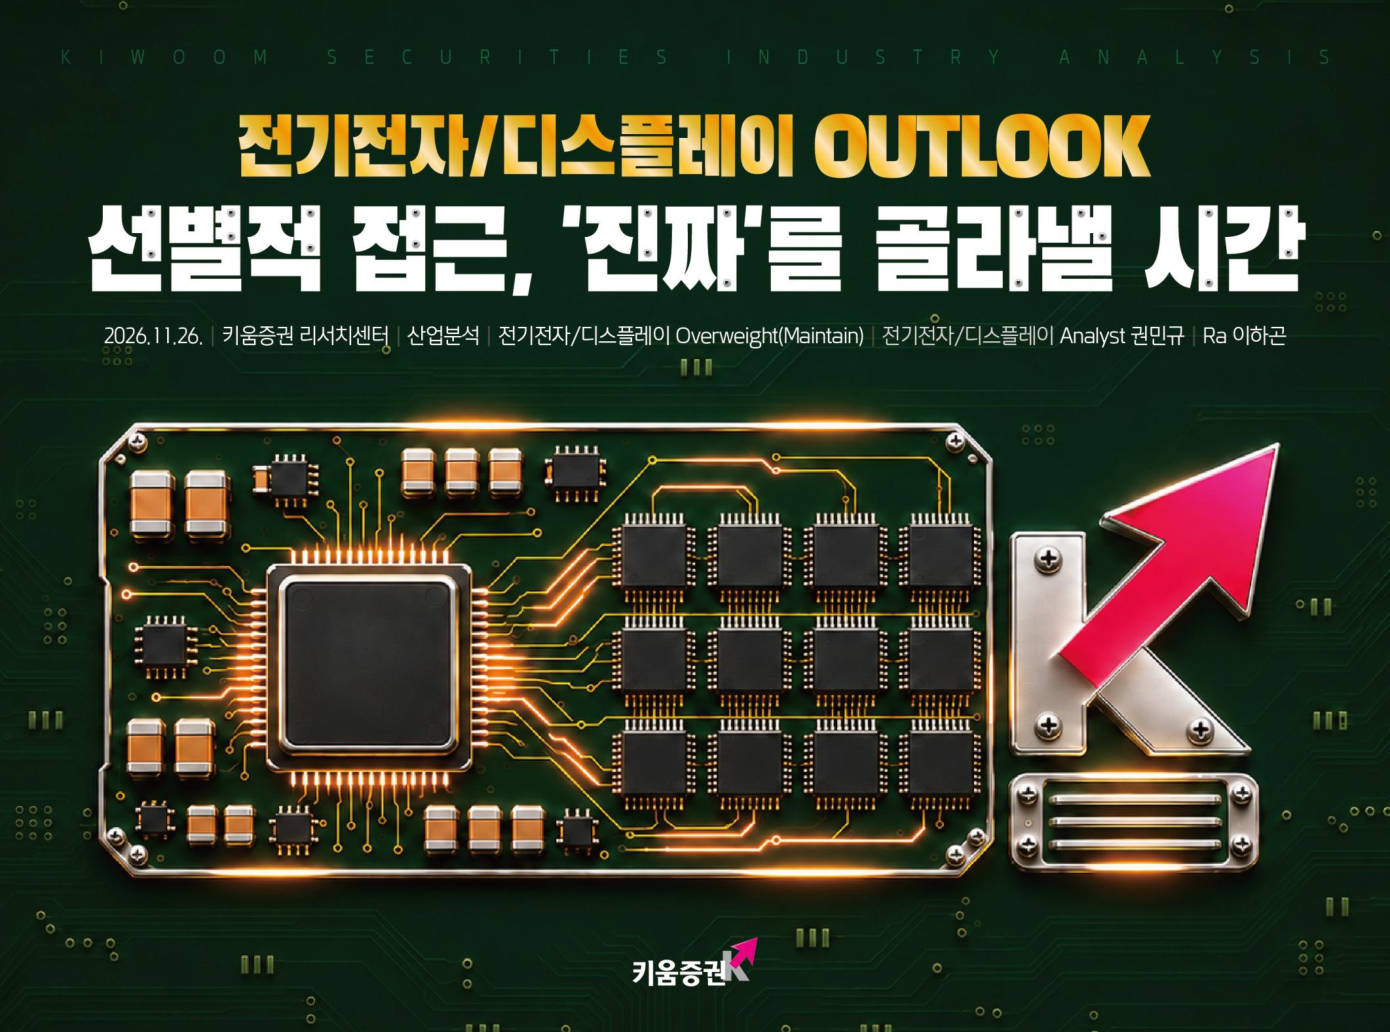 KIWOOM SECURITIES INDUSTRY ANALYSIS
전기전자/디스플레이 OUTLOOK
선별적 접근, '진짜'를 골라낼 시간
2026.11.26. | 키움증권 리서치센터 | 산업분석 | 전기전자/디스플레이 Overweight(Maintain) | 전기전자/디스플레이 Analyst 권민규 | Ra 이하곤
키움증권